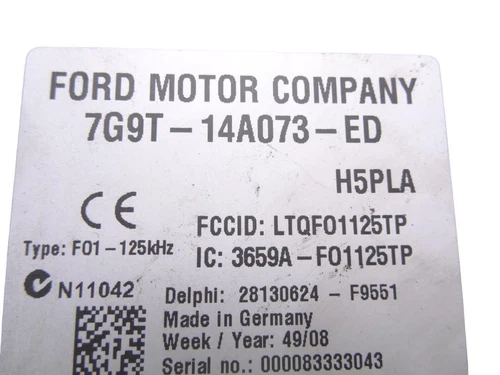 FORD MOTOR COMPANY
7G9T-14A073-ED
H5PLA
CE
FCCID: LTQFO1125TP
Type: F01-125kHz
IC: 3659A-FO1125TP
N11042
Delphi: 28130624-F9551
Made in Germany
Week / Year: 49/08
Serial no.: 000083333043